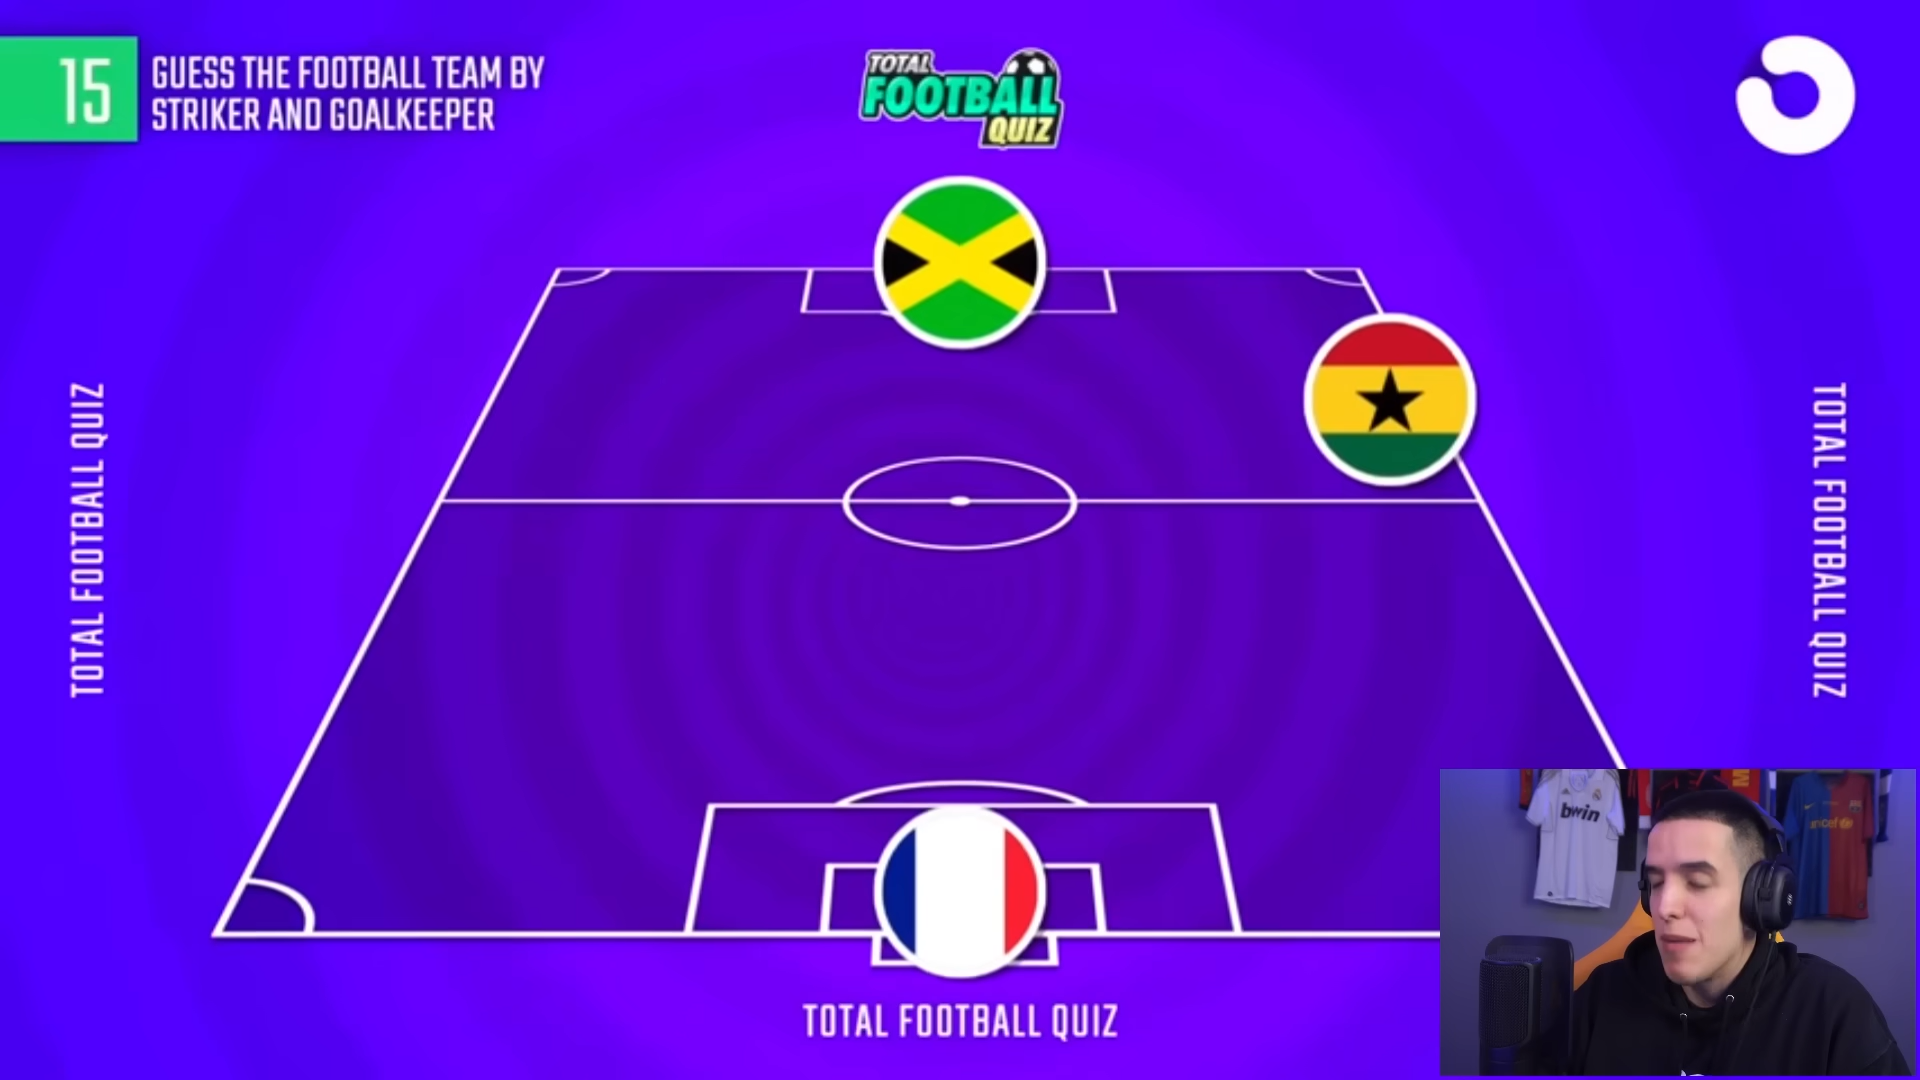 15
GUESS THE FOOTBALL TEAM BY
STRIKER AND GOALKEEPER
TOTAL
FOOTBALL
QUIZ
TOTAL FOOTBALL QUIZ
TOTAL FOOTBALL QUIZ
TOTAL FOOTBALL QUIZ
bwin
unicef